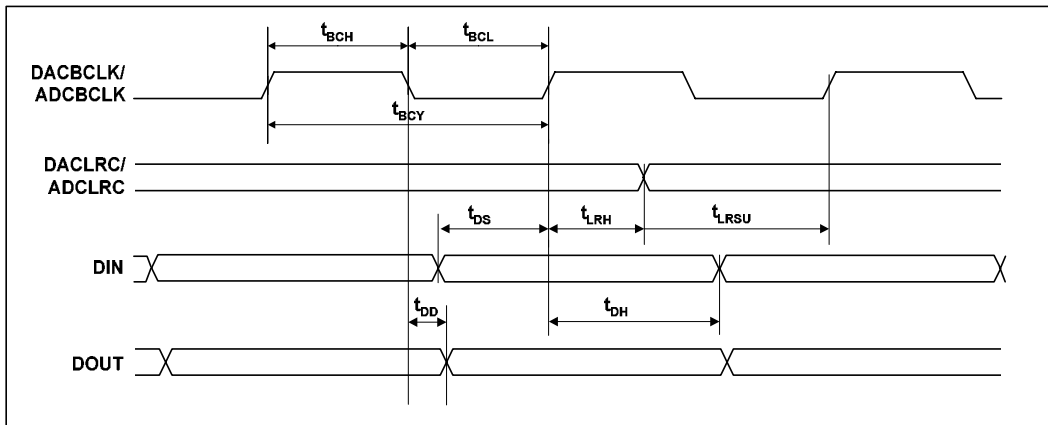 tBCH
tBCL
DACBCLK/
ADCBCLK
tBCY
DACLRC/
ADCLRC
tDS
tLRH
tLRSU
DIN
tDD
tDH
DOUT